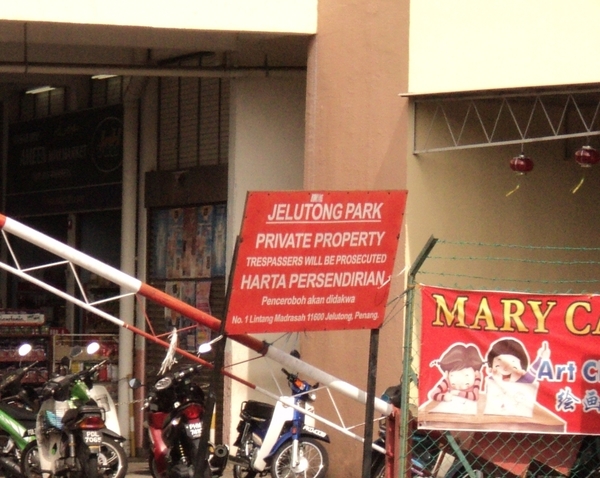 JELUTONG PARK
PRIVATE PROPERTY
TRESPASSERS WILL BE PROSECUTED
HARTA PERSENDIRIAN
Penceroboh akan didakwa
No. 1 Lintang Madrasah 11600 Jelutong, Penang.
MARY CA
Art C
绘画